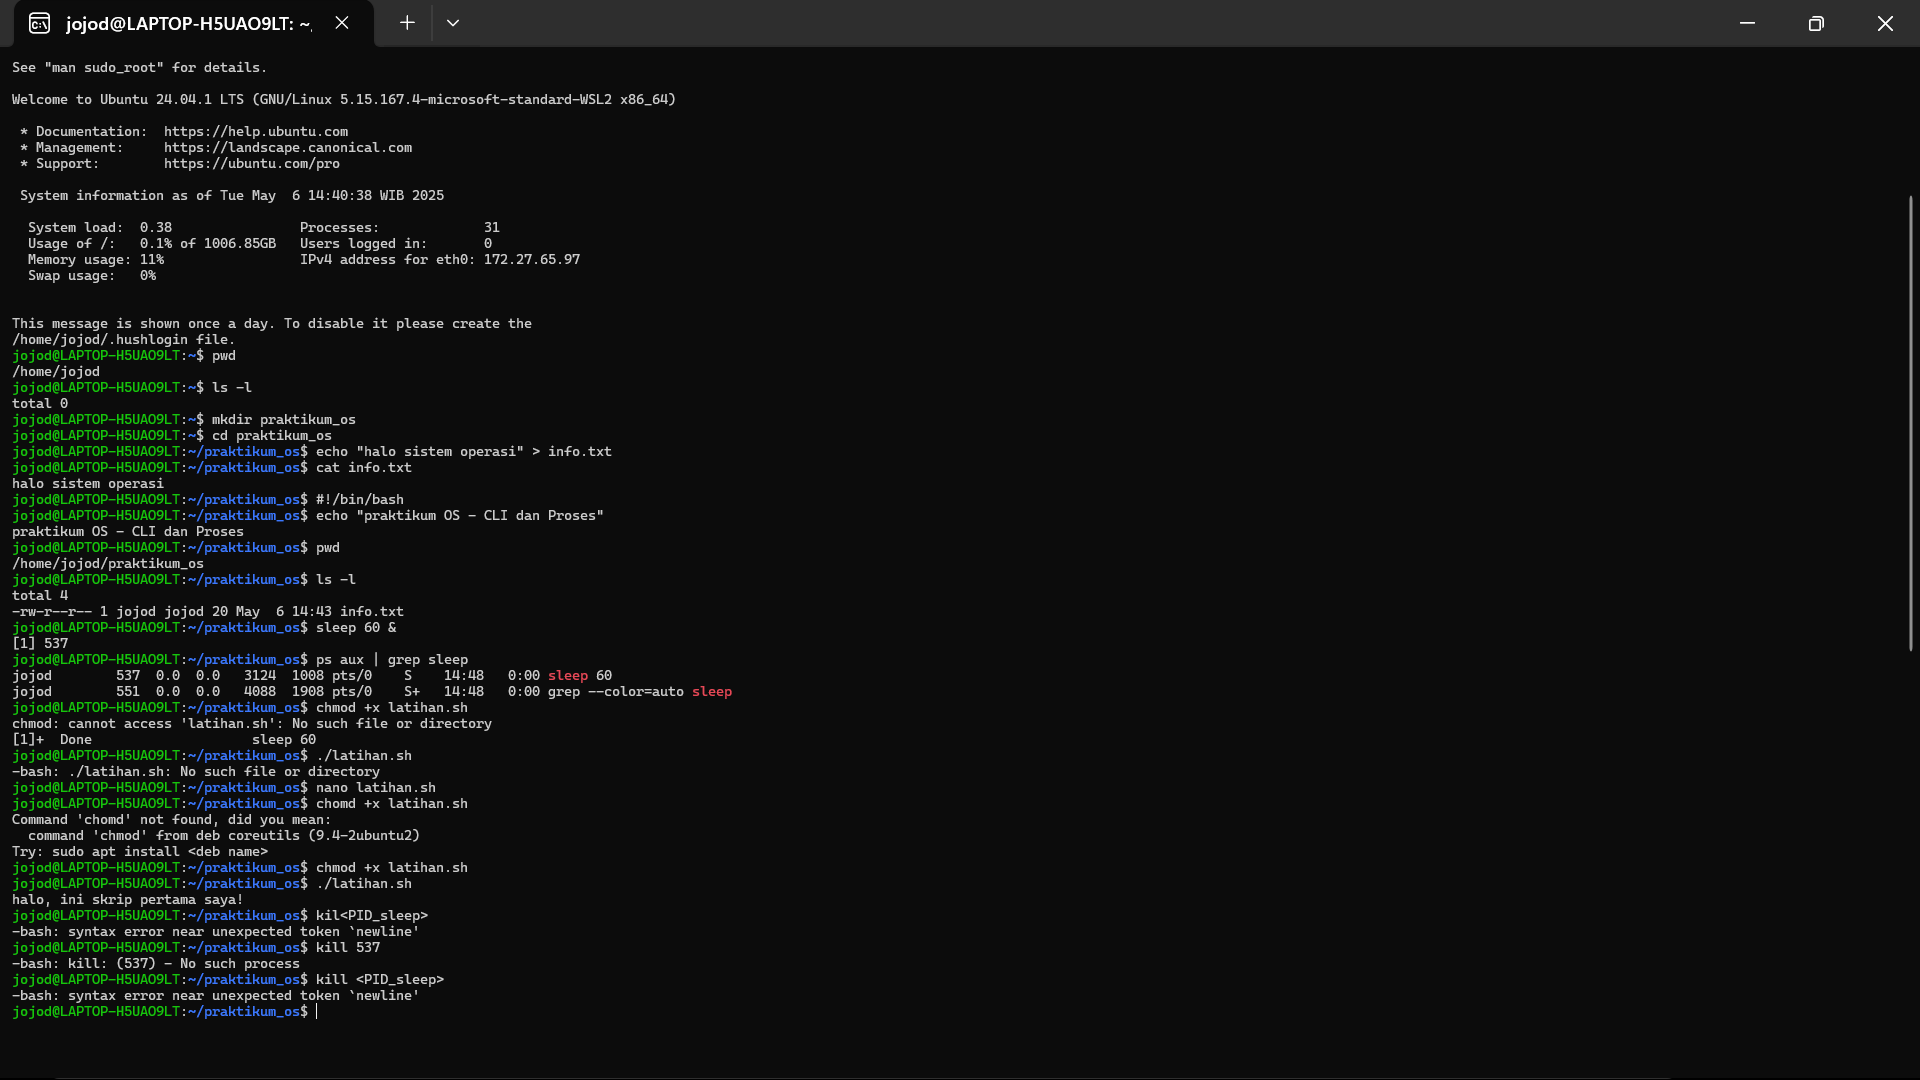 jojod@LAPTOP-H5UAO9LT: ~,
See "man sudo_root" for details.
Welcome to Ubuntu 24.04.1 LTS (GNU/Linux 5.15.167.4-microsoft-standard-WSL2 x86_64)
* Documentation:  https://help.ubuntu.com
* Management:     https://landscape.canonical.com
* Support:        https://ubuntu.com/pro
System information as of Tue May  6 14:40:38 WIB 2025
System load:  0.38                Processes:             31
Usage of /:   0.1% of 1006.85GB   Users logged in:       0
Memory usage: 11%                 IPv4 address for eth0: 172.27.65.97
Swap usage:   0%
This message is shown once a day. To disable it please create the
/home/jojod/.hushlogin file.
jojod@LAPTOP-H5UAO9LT:~$ pwd
/home/jojod
jojod@LAPTOP-H5UAO9LT:~$ ls -l
total 0
jojod@LAPTOP-H5UAO9LT:~$ mkdir praktikum_os
jojod@LAPTOP-H5UAO9LT:~$ cd praktikum_os
jojod@LAPTOP-H5UAO9LT:~/praktikum_os$ echo "halo sistem operasi" > info.txt
jojod@LAPTOP-H5UAO9LT:~/praktikum_os$ cat info.txt
halo sistem operasi
jojod@LAPTOP-H5UAO9LT:~/praktikum_os$ #!/bin/bash
jojod@LAPTOP-H5UAO9LT:~/praktikum_os$ echo "praktikum OS - CLI dan Proses"
praktikum OS - CLI dan Proses
jojod@LAPTOP-H5UAO9LT:~/praktikum_os$ pwd
/home/jojod/praktikum_os
jojod@LAPTOP-H5UAO9LT:~/praktikum_os$ ls -l
total 4
-rw-r--r-- 1 jojod jojod 20 May  6 14:43 info.txt
jojod@LAPTOP-H5UAO9LT:~/praktikum_os$ sleep 60 &
[1] 537
jojod@LAPTOP-H5UAO9LT:~/praktikum_os$ ps aux | grep sleep
jojod        537  0.0  0.0   3124  1008 pts/0    S    14:48   0:00 sleep 60
jojod        551  0.0  0.0   4088  1908 pts/0    S+   14:48   0:00 grep --color=auto sleep
jojod@LAPTOP-H5UAO9LT:~/praktikum_os$ chmod +x latihan.sh
chmod: cannot access 'latihan.sh': No such file or directory
[1]+  Done                    sleep 60
jojod@LAPTOP-H5UAO9LT:~/praktikum_os$ ./latihan.sh
-bash: ./latihan.sh: No such file or directory
jojod@LAPTOP-H5UAO9LT:~/praktikum_os$ nano latihan.sh
jojod@LAPTOP-H5UAO9LT:~/praktikum_os$ chomd +x latihan.sh
Command 'chomd' not found, did you mean:
command 'chmod' from deb coreutils (9.4-2ubuntu2)
Try: sudo apt install <deb name>
jojod@LAPTOP-H5UAO9LT:~/praktikum_os$ chmod +x latihan.sh
jojod@LAPTOP-H5UAO9LT:~/praktikum_os$ ./latihan.sh
halo, ini skrip pertama saya!
jojod@LAPTOP-H5UAO9LT:~/praktikum_os$ kil<PID_sleep>
-bash: syntax error near unexpected token `newline'
jojod@LAPTOP-H5UAO9LT:~/praktikum_os$ kill 537
-bash: kill: (537) - No such process
jojod@LAPTOP-H5UAO9LT:~/praktikum_os$ kill <PID_sleep>
-bash: syntax error near unexpected token `newline'
jojod@LAPTOP-H5UAO9LT:~/praktikum_os$